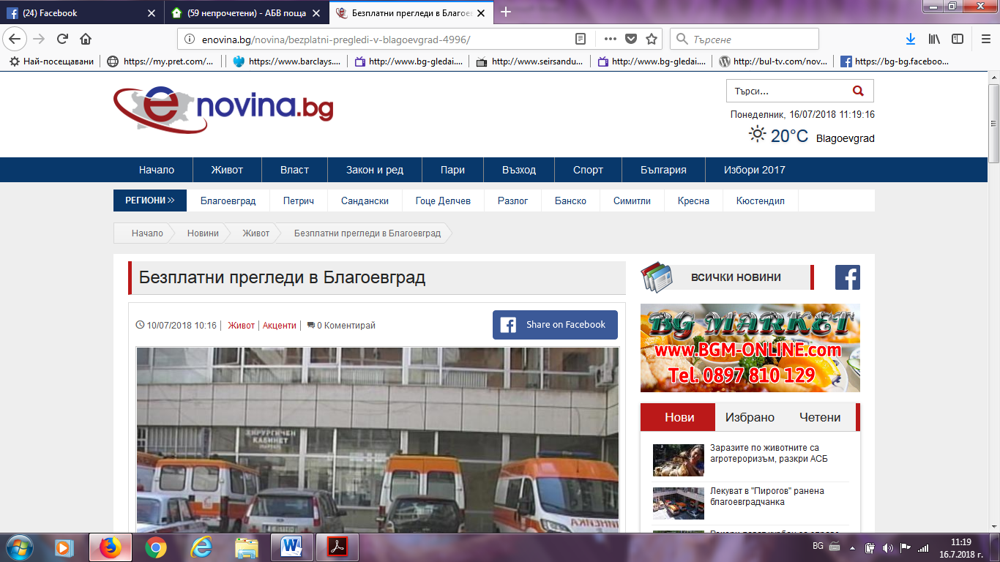 (24) Facebook
(59 непрочетени) - АБВ поща
Безплатни прегледи в Благоев
enovina.bg/novina/bezplatni-pregledi-v-blagoevgrad-4996/
Търсене
Най-посещавани
https://my.pret.com/...
https://www.barclays....
http://www.bg-gledai....
http://www.seirsandu...
http://www.bg-gledai....
http://bul-tv.com/nov...
https://bg-bg.faceboo...
enovina.bg
Търси...
Понеделник, 16/07/2018 11:19:16
20°C Blagoevgrad
Начало
Живот
Власт
Закон и ред
Пари
Възход
Спорт
България
Избори 2017
РЕГИОНИ »
Благоевград
Петрич
Сандански
Гоце Делчев
Разлог
Банско
Симитли
Кресна
Кюстендил
Начало
Новини
Живот
Безплатни прегледи в Благоевград
Безплатни прегледи в Благоевград
ВСИЧКИ НОВИНИ
10/07/2018 10:16 | Живот | Акценти | 0 Коментирай
Share on Facebook
BG MARKET
www.BGM-ONLINE.com
Tel. 0897 810 129
ХИРУРГИЧЕН
КАБИНЕТ
Нови
Избрано
Четени
Заразите по животните са
агротероризъм, разкри АСБ
Лекуват в "Пирогов" ранена
благоевградчанка
BG
11:19
16.7.2018 г.